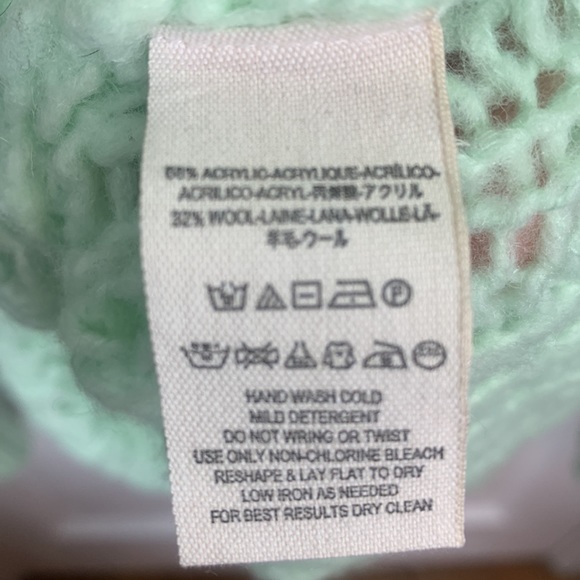 % ACRYLIC-ACRYLIQUE-ACRÍLICO-
ACRILICO-ACRYL-丙烯酸-アクリル
32% WOOL-LAINE-LANA-WOLLE-LÃ-
羊毛-ウール
P
HAND WASH COLD
MILD DETERGENT
DO NOT WRING OR TWIST
USE ONLY NON-CHLORINE BLEACH
RESHAPE & LAY FLAT TO DRY
LOW IRON AS NEEDED
FOR BEST RESULTS DRY CLEAN